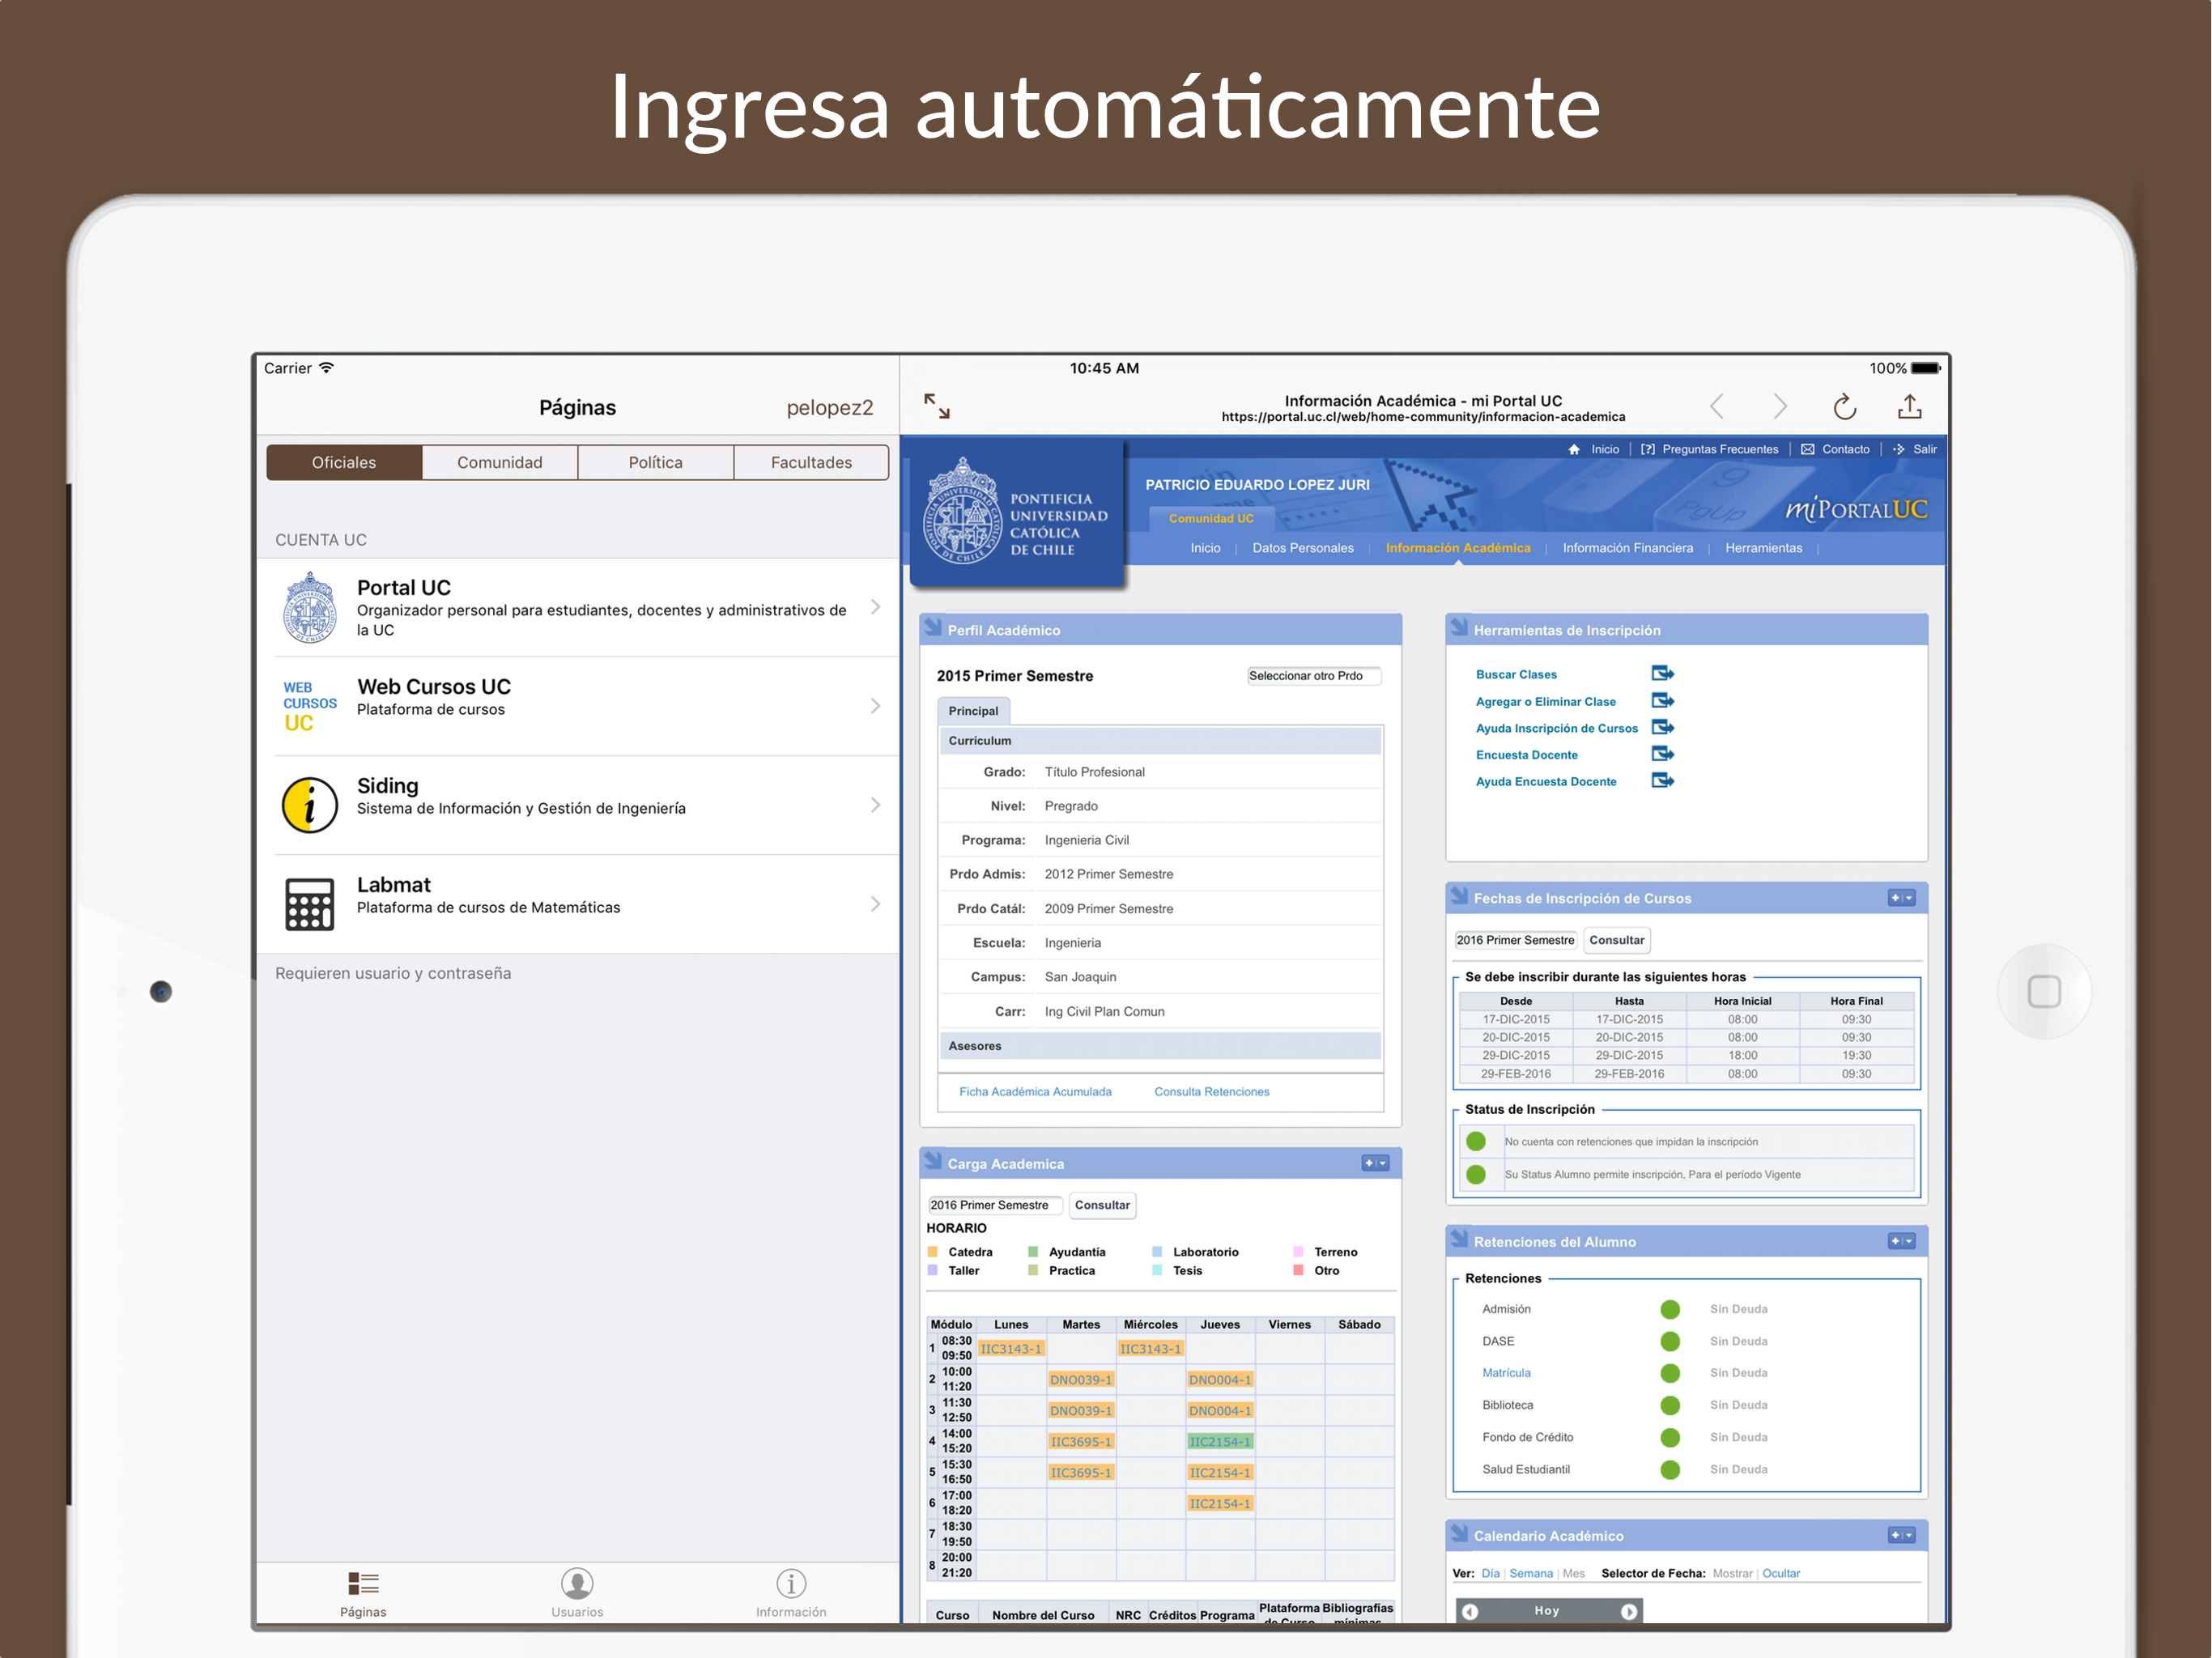 Ingresa automáticamente
Carrier
10:45 AM
100%
Páginas
pelopez2
Oficiales
Comunidad
Política
Facultades
CUENTA UC
Portal UC
Organizador personal para estudiantes, docentes y administrativos de
la UC
WEB
CURSOS
UC
Web Cursos UC
Plataforma de cursos
Siding
Sistema de Información y Gestión de Ingeniería
Labmat
Plataforma de cursos de Matemáticas
Requieren usuario y contraseña
Páginas
Usuarios
Información
Información Académica - mi Portal UC
https://portal.uc.cl/web/home-community/informacion-academica
Inicio | [?] Preguntas Frecuentes | Contacto | Salir
PONTIFICIA
UNIVERSIDAD
CATÓLICA
DE CHILE
PATRICIO EDUARDO LOPEZ JURI
miPORTALUC
Comunidad UC
Inicio | Datos Personales | Información Académica | Información Financiera | Herramientas |
Perfil Académico
2015 Primer Semestre
Seleccionar otro Prdo
Principal
Curriculum
Grado: Título Profesional
Nivel: Pregrado
Programa: Ingenieria Civil
Prdo Admis: 2012 Primer Semestre
Prdo Catál: 2009 Primer Semestre
Escuela: Ingenieria
Campus: San Joaquin
Carr: Ing Civil Plan Comun
Asesores
Ficha Académica Acumulada Consulta Retenciones
Carga Academica
2016 Primer Semestre Consultar
HORARIO
Catedra Ayudantía Laboratorio Terreno
Taller Practica Tesis Otro
Módulo Lunes Martes Miércoles Jueves Viernes Sábado
1 08:30 09:50 IIC3143-1 IIC3143-1
2 10:00 11:20 DNO039-1 DNO004-1
3 11:30 12:50 DNO039-1 DNO004-1
4 14:00 15:20 IIC3695-1 IIC2154-1
5 15:30 16:50 IIC3695-1 IIC2154-1
6 17:00 18:20 IIC2154-1
7 18:30 19:50
8 20:00 21:20
Curso Nombre del Curso NRC Créditos Programa Plataforma de Curso Bibliografías mínimas
Herramientas de Inscripción
Buscar Clases
Agregar o Eliminar Clase
Ayuda Inscripción de Cursos
Encuesta Docente
Ayuda Encuesta Docente
Fechas de Inscripción de Cursos
2016 Primer Semestre Consultar
Se debe inscribir durante las siguientes horas
Desde Hasta Hora Inicial Hora Final
17-DIC-2015 17-DIC-2015 08:00 09:30
20-DIC-2015 20-DIC-2015 08:00 09:30
29-DIC-2015 29-DIC-2015 18:00 19:30
29-FEB-2016 29-FEB-2016 08:00 09:30
Status de Inscripción
No cuenta con retenciones que impidan la inscripción
Su Status Alumno permite inscripción, Para el período Vigente
Retenciones del Alumno
Retenciones
Admisión Sin Deuda
DASE Sin Deuda
Matrícula Sin Deuda
Biblioteca Sin Deuda
Fondo de Crédito Sin Deuda
Salud Estudiantil Sin Deuda
Calendario Académico
Ver: Día | Semana | Mes Selector de Fecha: Mostrar | Ocultar
Hoy